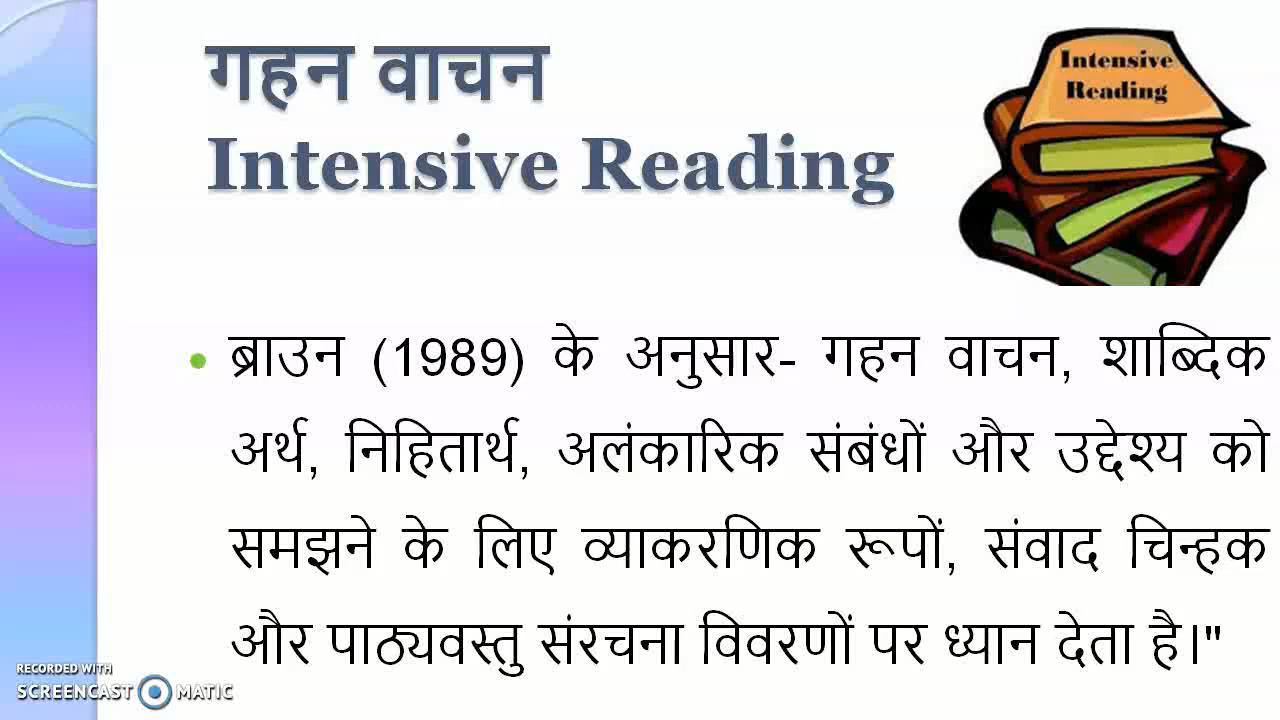 गहन वाचन
Intensive Reading
Intensive
Reading
• ब्राउन (1989) के अनुसार- गहन वाचन, शाब्दिक
अर्थ, निहितार्थ, अलंकारिक संबंधों और उद्देश्य को
समझने के लिए व्याकरणिक रूपों, संवाद चिन्हक
और पाठ्यवस्तु संरचना विवरणों पर ध्यान देता है।"
RECORDED WITH
SCREENCAST MATIC